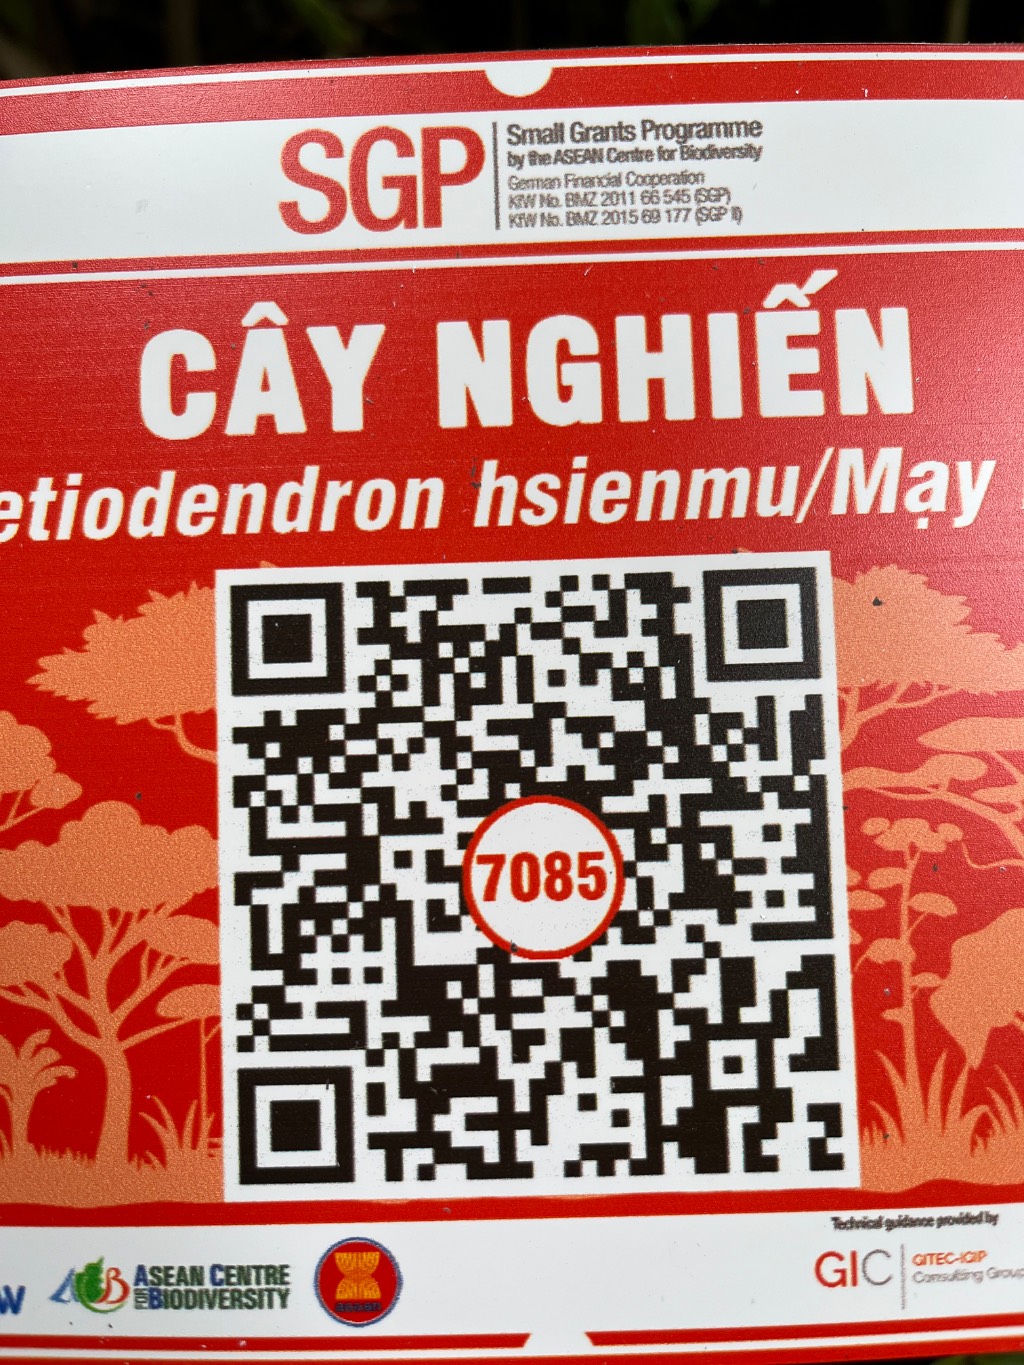 SGP
Small Grants Programme
by the ASEAN Centre for Biodiversity
German Financial Cooperation
KfW No. BMZ 2011 66 545 (SGP)
KfW No. BMZ 2015 69 177 (SGP II)
CÂY NGHIẾN
etiodendron hsienmu/Mạy
7085
Technical guidance provided by
W
ACB
ASEAN CENTRE
FOR BIODIVERSITY
GIC
GITEC-IGIP
Consulting Group